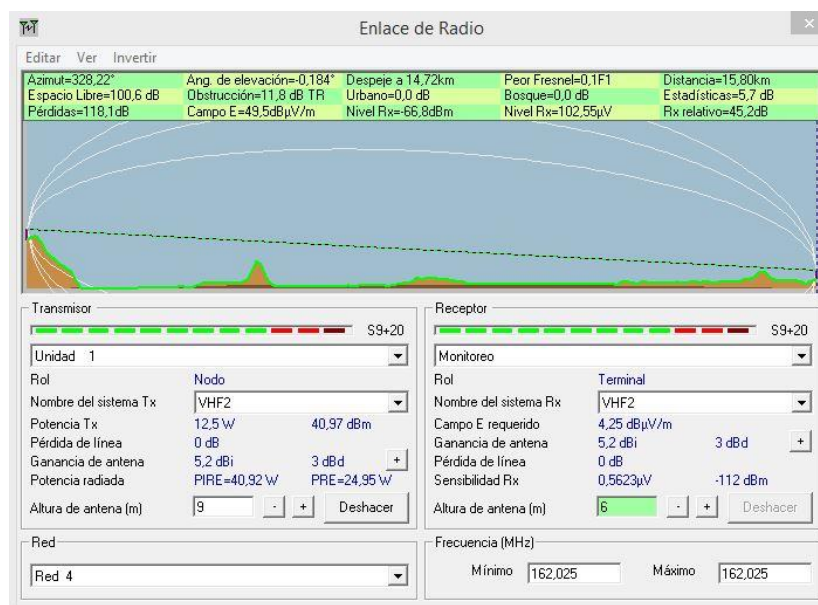 Enlace de Radio
Editar Ver Invertir
Azimut=328,22° Ang. de elevación=-0,184° Despeje a 14,72km Peor Fresnel=0,1F1 Distancia=15,80km
Espacio Libre=100,6 dB Obstrucción=11,8 dB TR Urbano=0,0 dB Bosque=0,0 dB Estadísticas=5,7 dB
Pérdidas=118,1dB Campo E=49,5dBµV/m Nivel Rx=-66,8dBm Nivel Rx=102,55µV Rx relativo=45,2dB
Transmisor
S9+20
Unidad 1
Rol Nodo
Nombre del sistema Tx VHF2
Potencia Tx 12,5 W 40,97 dBm
Pérdida de línea 0 dB
Ganancia de antena 5,2 dBi 3 dBd +
Potencia radiada PIRE=40,92 W PRE=24,95 W
Altura de antena (m) 9 - + Deshacer
Receptor
S9+20
Monitoreo
Rol Terminal
Nombre del sistema Rx VHF2
Campo E requerido 4,25 dBµV/m
Ganancia de antena 5,2 dBi 3 dBd +
Pérdida de línea 0 dB
Sensibilidad Rx 0,5623µV -112 dBm
Altura de antena (m) 6 - + Deshacer
Red
Red 4
Frecuencia (MHz)
Mínimo 162,025 Máximo 162,025